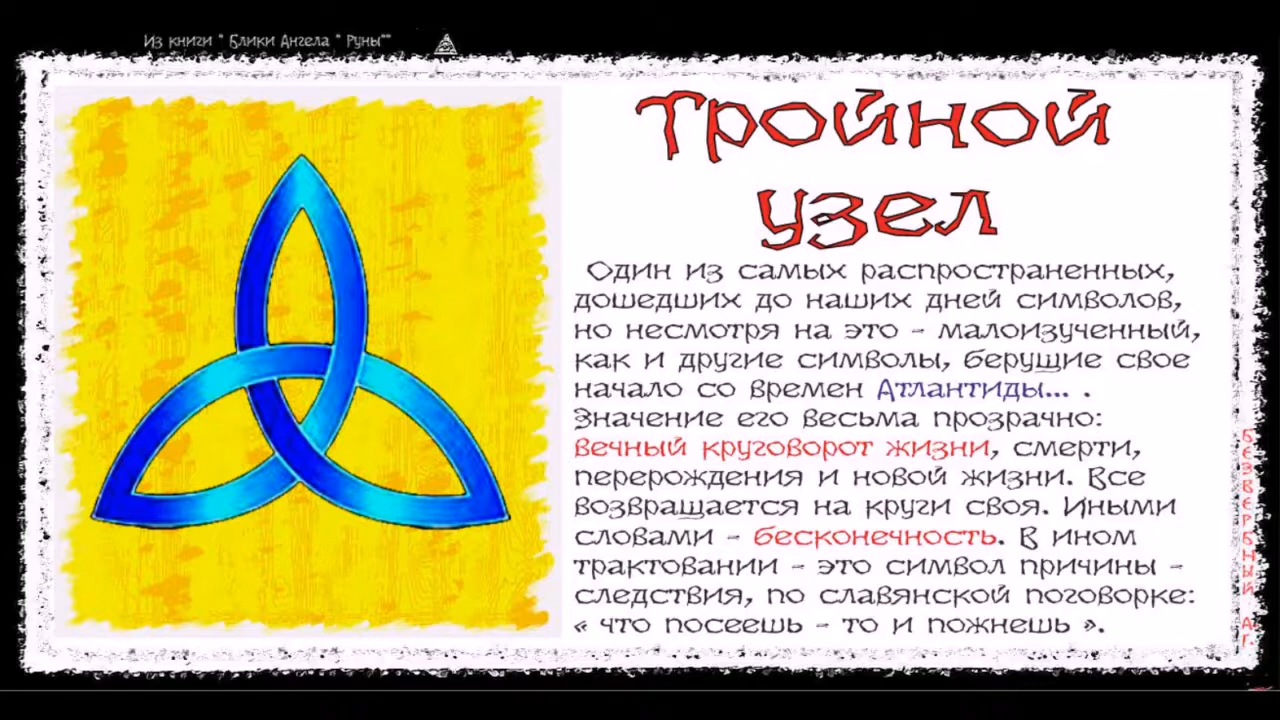 Из книги " Блики Ангела " Руны""
Тройной
узел
Один из самых распространенных,
дошедших до наших дней символов,
но несмотря на это - малоизученный,
как и другие символы, берущие свое
начало со времен Атлантиды... .
Значение его весьма прозрачно:
вечный круговорот жизни, смерти,
перерождения и новой жизни. Все
возвращается на круги своя. Иными
словами - бесконечность. В ином
трактовании - это символ причины -
следствия, по славянской поговорке:
« что посеешь - то и пожнешь ».
Безвербный АГ